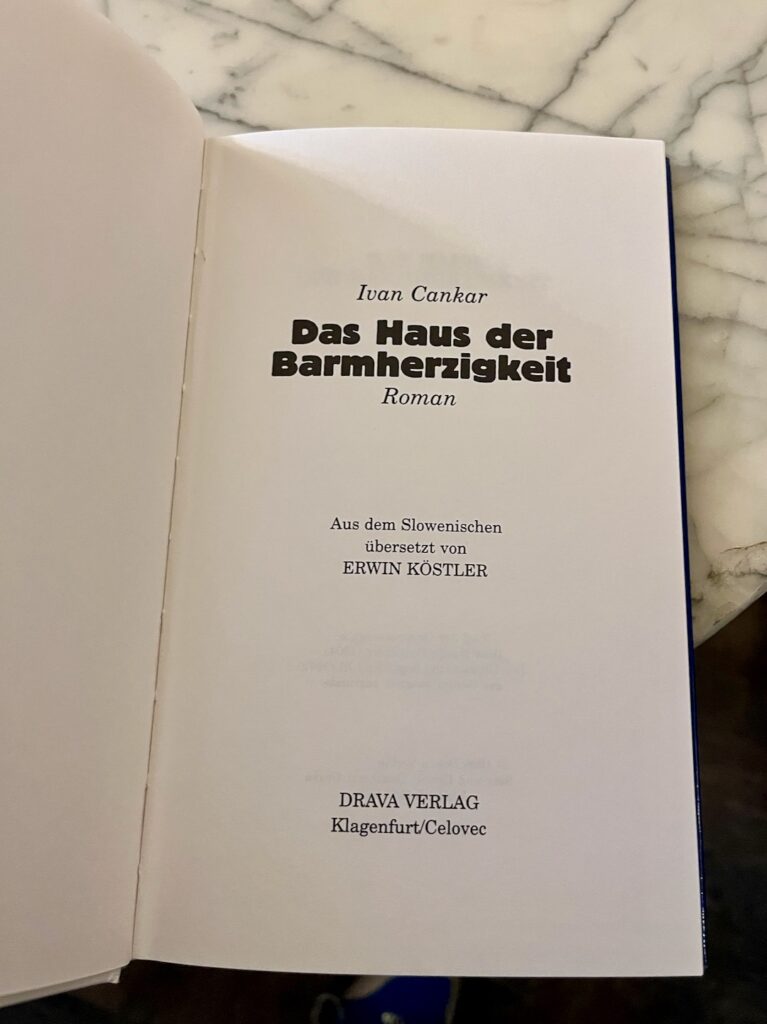 Ivan Cankar
Das Haus der
Barmherzigkeit
Roman
Aus dem Slowenischen
übersetzt von
ERWIN KÖSTLER
DRAVA VERLAG
Klagenfurt/Celovec